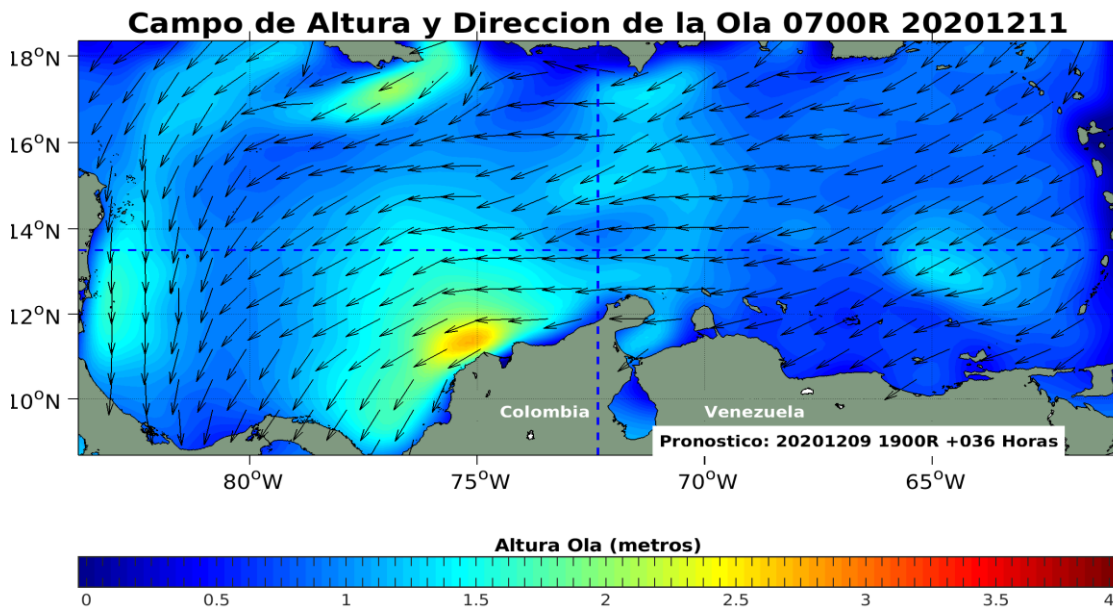 Campo de Altura y Direccion de la Ola 0700R 20201211
18°N
16°N
14°N
12°N
10°N
Colombia
Venezuela
Pronostico: 20201209 1900R +036 Horas
80°W
75°W
70°W
65°W
Altura Ola (metros)
0 0.5 1 1.5 2 2.5 3 3.5 4